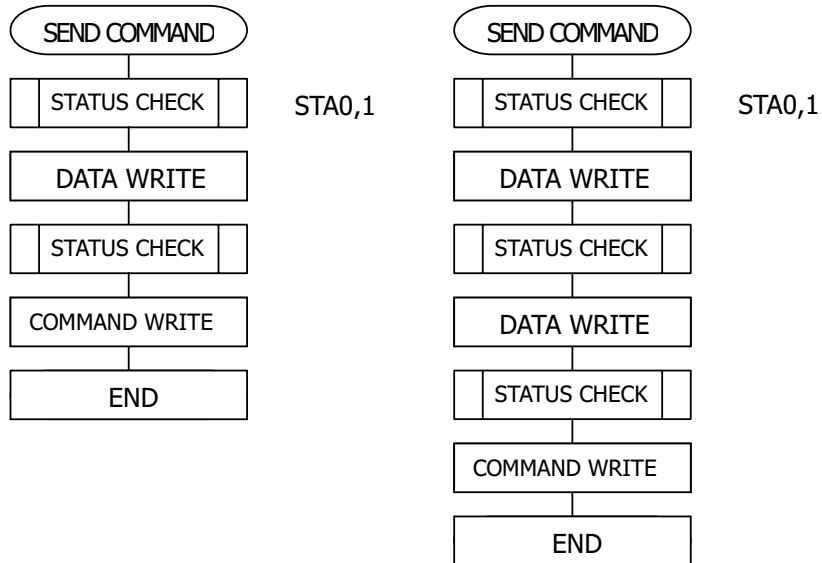 SEND COMMAND
STATUS CHECK
STA0,1
DATA WRITE
STATUS CHECK
COMMAND WRITE
END
SEND COMMAND
STATUS CHECK
STA0,1
DATA WRITE
STATUS CHECK
DATA WRITE
STATUS CHECK
COMMAND WRITE
END